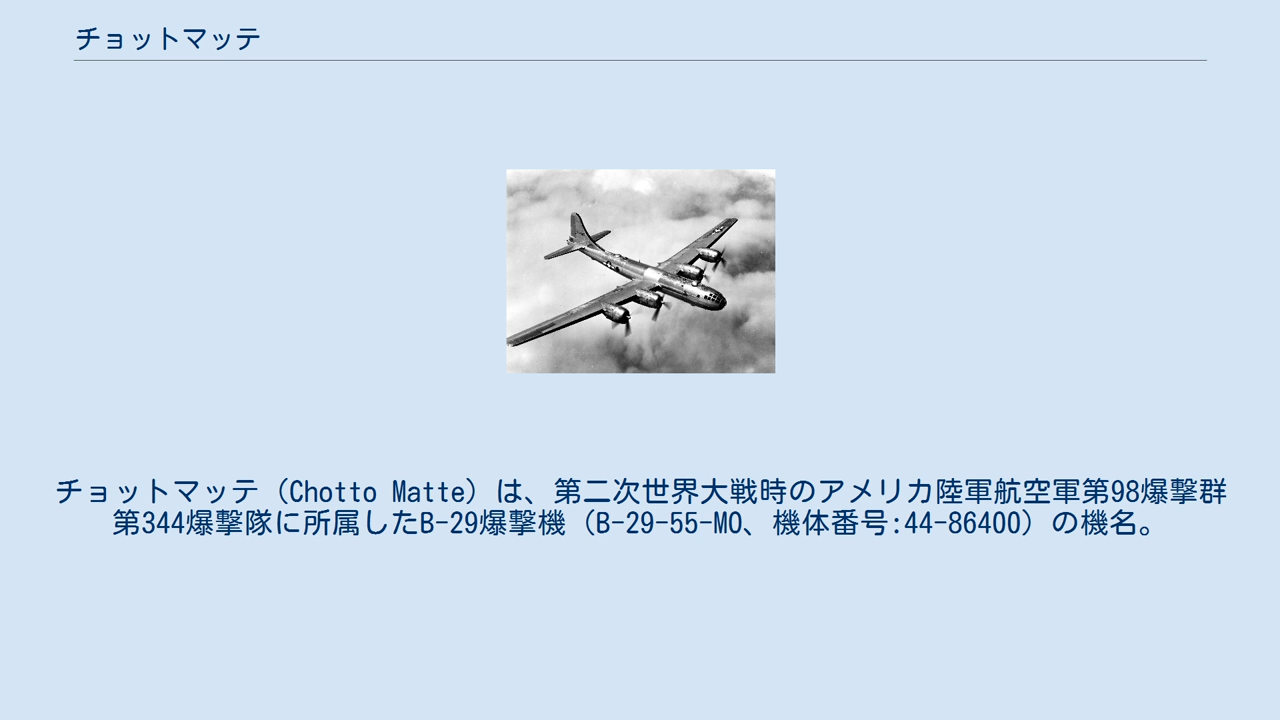 チョットマッテ
チョットマッテ（Chotto Matte）は、第二次世界大戦時のアメリカ陸軍航空軍第98爆撃群
第344爆撃隊に所属したB-29爆撃機（B-29-55-MO、機体番号:44-86400）の機名。